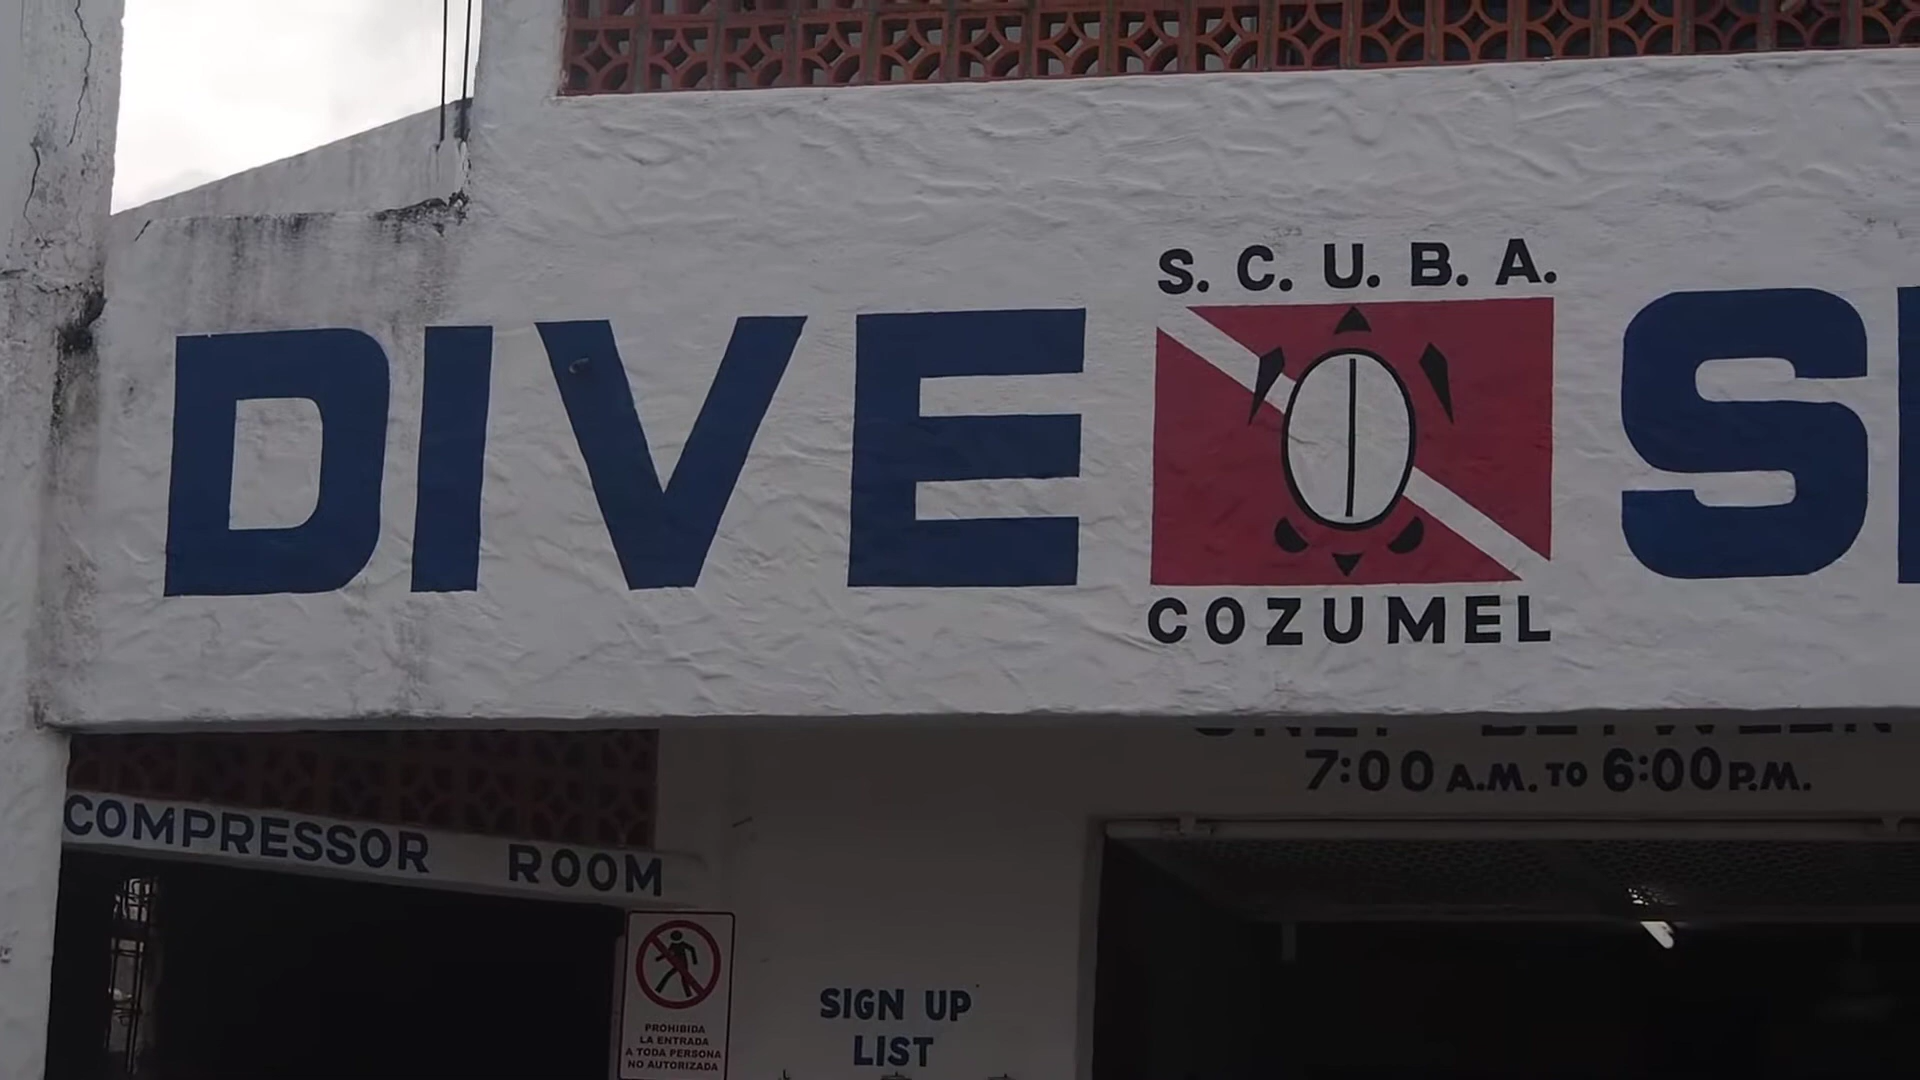 S. C. U. B. A.
DIVE
COZUMEL
7:00 A.M. TO 6:00 P.M.
COMPRESSOR ROOM
SIGN UP
LIST
PROHIBIDA
LA ENTRADA
A TODA PERSONA
NO AUTORIZADA